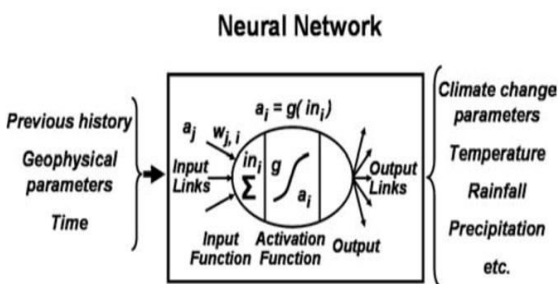 Neural Network
Previous history
Geophysical
parameters
Time
a_i = g(in_i)
a_j
W_{j, i}
Input
Links
in_i
Σ
g
a_i
Output
Links
Input
Function
Activation
Function
Output
Climate change
parameters
Temperature
Rainfall
Precipitation
etc.